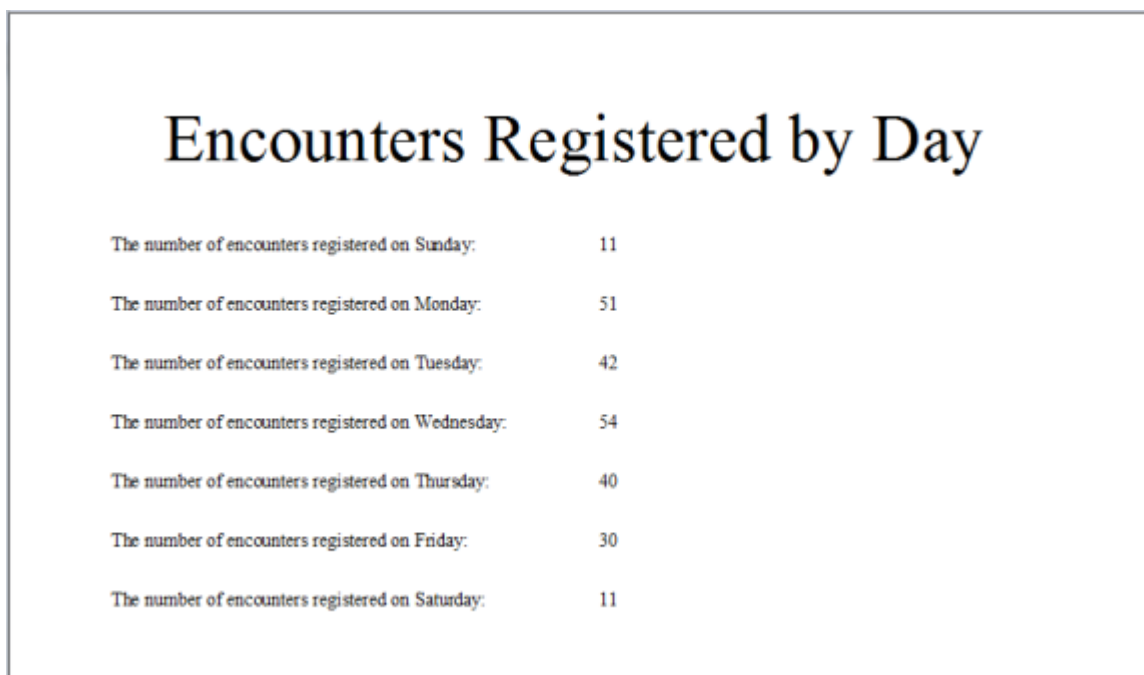 Encounters Registered by Day
The number of encounters registered on Sunday: 11
The number of encounters registered on Monday: 51
The number of encounters registered on Tuesday: 42
The number of encounters registered on Wednesday: 54
The number of encounters registered on Thursday: 40
The number of encounters registered on Friday: 30
The number of encounters registered on Saturday: 11